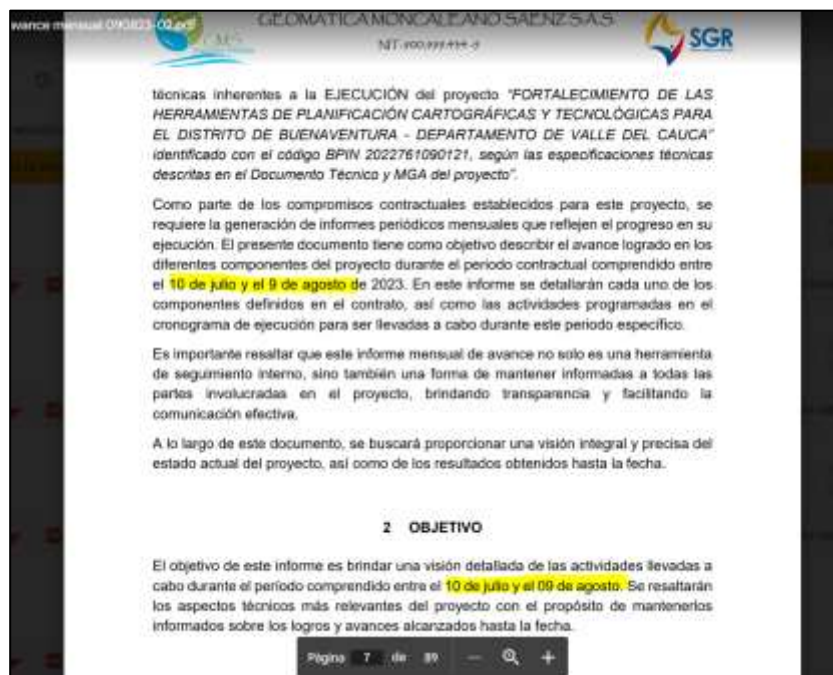 avance mensual 090823-02.pdf
GEOMÁTICA MONCALEANO SAENZ S.A.S
SGR
técnicas inherentes a la EJECUCIÓN del proyecto "FORTALECIMIENTO DE LAS
HERRAMIENTAS DE PLANIFICACIÓN CARTOGRÁFICAS Y TECNOLÓGICAS PARA
EL DISTRITO DE BUENAVENTURA - DEPARTAMENTO DE VALLE DEL CAUCA"
identificado con el código BPIN 2022761090121, según las especificaciones técnicas
descritas en el Documento Técnico y MGA del proyecto".
Como parte de los compromisos contractuales establecidos para este proyecto, se
requiere la generación de informes periódicos mensuales que reflejen el progreso en su
ejecución. El presente documento tiene como objetivo describir el avance logrado en los
diferentes componentes del proyecto durante el periodo contractual comprendido entre
el 10 de julio y el 9 de agosto de 2023. En este informe se detallarán cada uno de los
componentes definidos en el contrato, así como las actividades programadas en el
cronograma de ejecución para ser llevadas a cabo durante este periodo específico.
Es importante resaltar que este informe mensual de avance no solo es una herramienta
de seguimiento interno, sino también una forma de mantener informadas a todas las
partes involucradas en el proyecto, brindando transparencia y facilitando la
comunicación efectiva.
A lo largo de este documento, se buscará proporcionar una visión integral y precisa del
estado actual del proyecto, así como de los resultados obtenidos hasta la fecha.
2 OBJETIVO
El objetivo de este informe es brindar una visión detallada de las actividades llevadas a
cabo durante el período comprendido entre el 10 de julio y el 09 de agosto. Se resaltarán
los aspectos técnicos más relevantes del proyecto con el propósito de mantenerlos
informados sobre los logros y avances alcanzados hasta la fecha.
Página 7 de 89